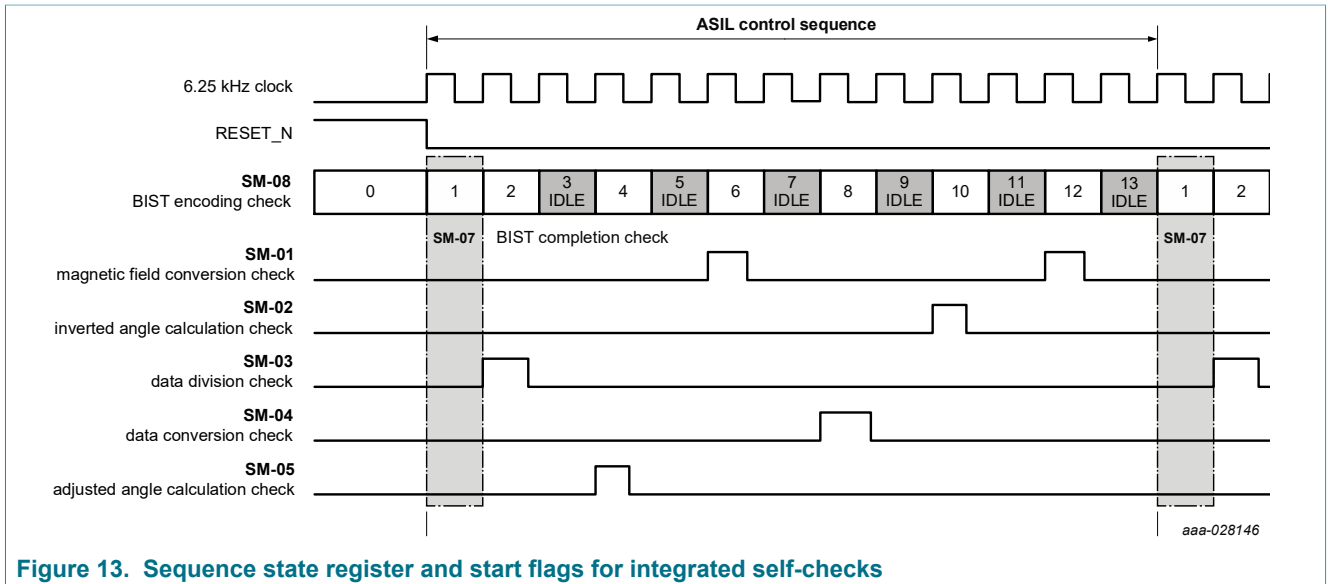 ASIL control sequence
6.25 kHz clock
RESET_N
SM-08
BIST encoding check
0 1 2 3 IDLE 4 5 IDLE 6 7 IDLE 8 9 IDLE 10 11 IDLE 12 13 IDLE 1 2
SM-07 BIST completion check SM-07
SM-01
magnetic field conversion check
SM-02
inverted angle calculation check
SM-03
data division check
SM-04
data conversion check
SM-05
adjusted angle calculation check
aaa-028146
Figure 13. Sequence state register and start flags for integrated self-checks